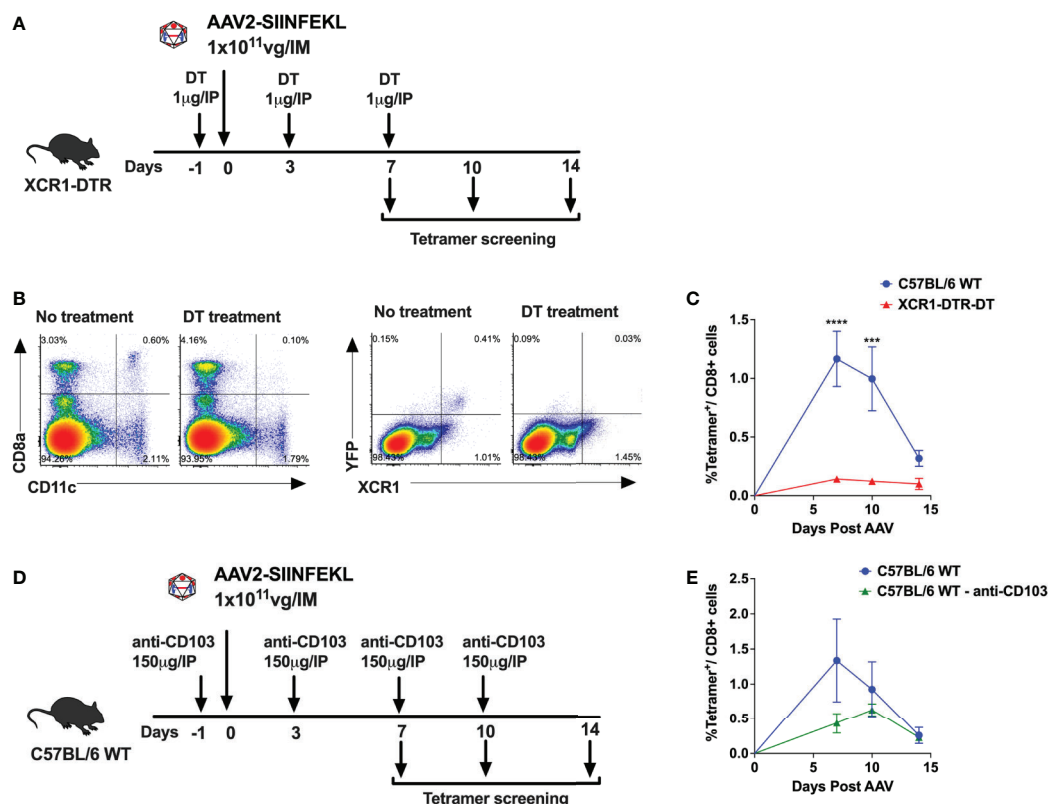 A
AAV2-SIINFEKL
1x10¹¹vg/IM
DT DT DT
1μg/IP 1μg/IP 1μg/IP
XCR1-DTR
Days -1 0 3 7 10 14
Tetramer screening
B
No treatment DT treatment
3.03% 0.60% 4.16% 0.10%
94.26% 2.11% 93.95% 1.79%
CD8a
CD11c
No treatment DT treatment
0.15% 0.41% 0.09% 0.03%
98.43% 1.01% 98.43% 1.45%
YFP
XCR1
C
C57BL/6 WT
XCR1-DTR-DT
%Tetramer⁺/ CD8+ cells
1.5
1.0
0.5
0.0
**** ***
0 5 10 15
Days Post AAV
D
AAV2-SIINFEKL
1x10¹¹vg/IM
anti-CD103 anti-CD103 anti-CD103 anti-CD103
150μg/IP 150μg/IP 150μg/IP 150μg/IP
C57BL/6 WT
Days -1 0 3 7 10 14
Tetramer screening
E
C57BL/6 WT
C57BL/6 WT - anti-CD103
%Tetramer⁺/ CD8+ cells
2.5
2.0
1.5
1.0
0.5
0.0
0 5 10 15
Days Post AAV